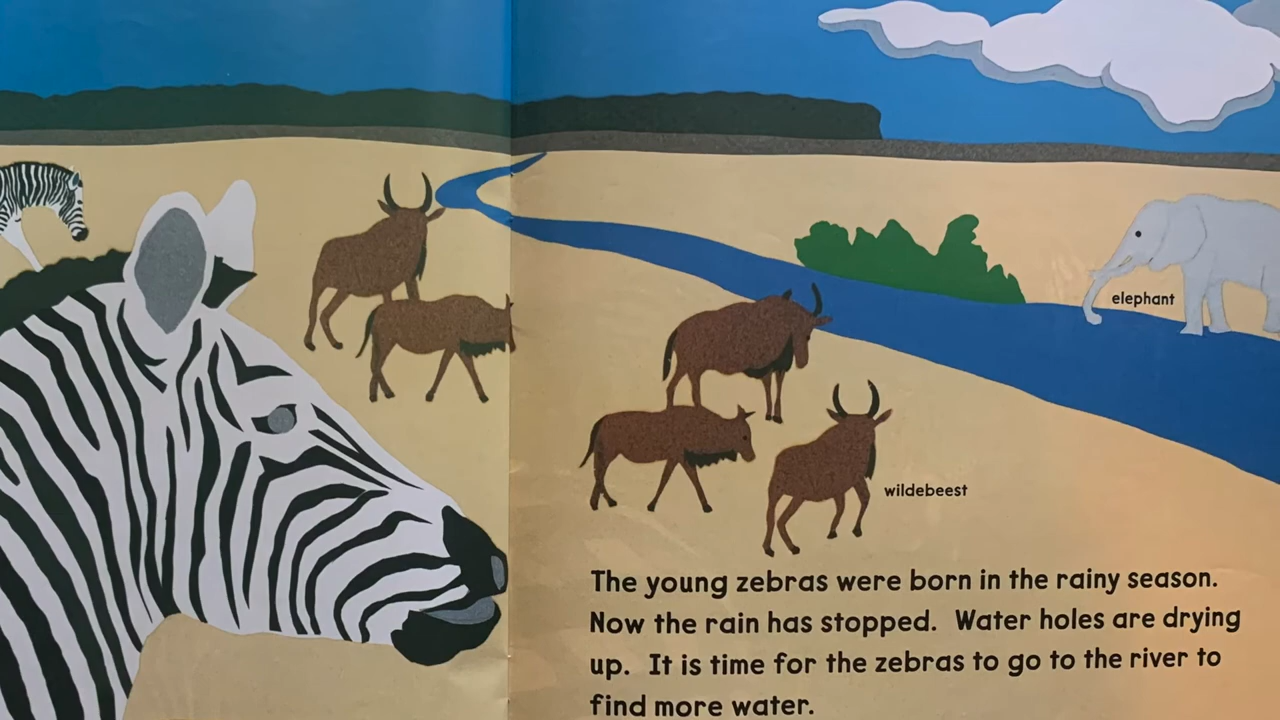 elephant
wildebeest
The young zebras were born in the rainy season.
Now the rain has stopped. Water holes are drying
up. It is time for the zebras to go to the river to
find more water.